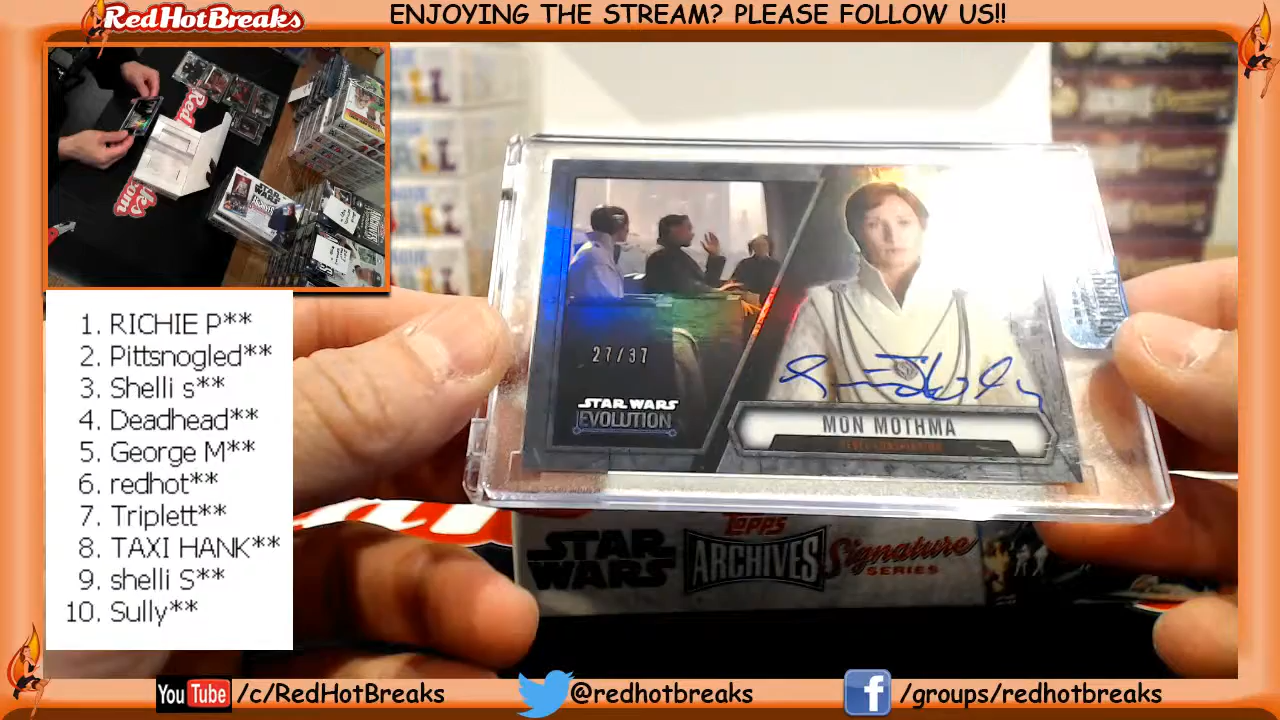 RedHotBreaks
ENJOYING THE STREAM? PLEASE FOLLOW US!!
1. RICHIE P**
2. Pittsnogled**
3. Shelli s**
4. Deadhead**
5. George M**
6. redhot**
7. Triplett**
8. TAXI HANK**
9. shelli S**
10. Sully**
27/37
STAR WARS
EVOLUTION
MON MOTHMA
STAR WARS
TOPPS
ARCHIVES
Signature
SERIES
You Tube /c/RedHotBreaks
@redhotbreaks
f /groups/redhotbreaks